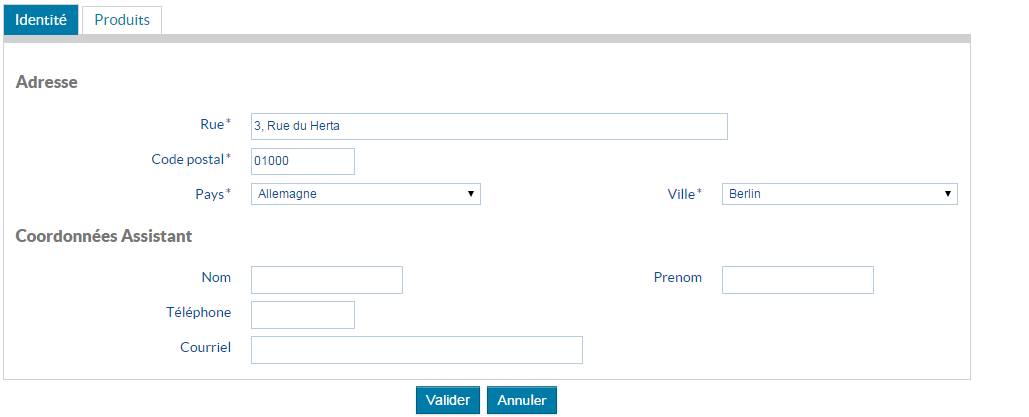 Identité Produits
Adresse
Rue* 3, Rue du Herta
Code postal* 01000
Pays* Allemagne Ville* Berlin
Coordonnées Assistant
Nom Prenom
Téléphone
Courriel
Valider Annuler